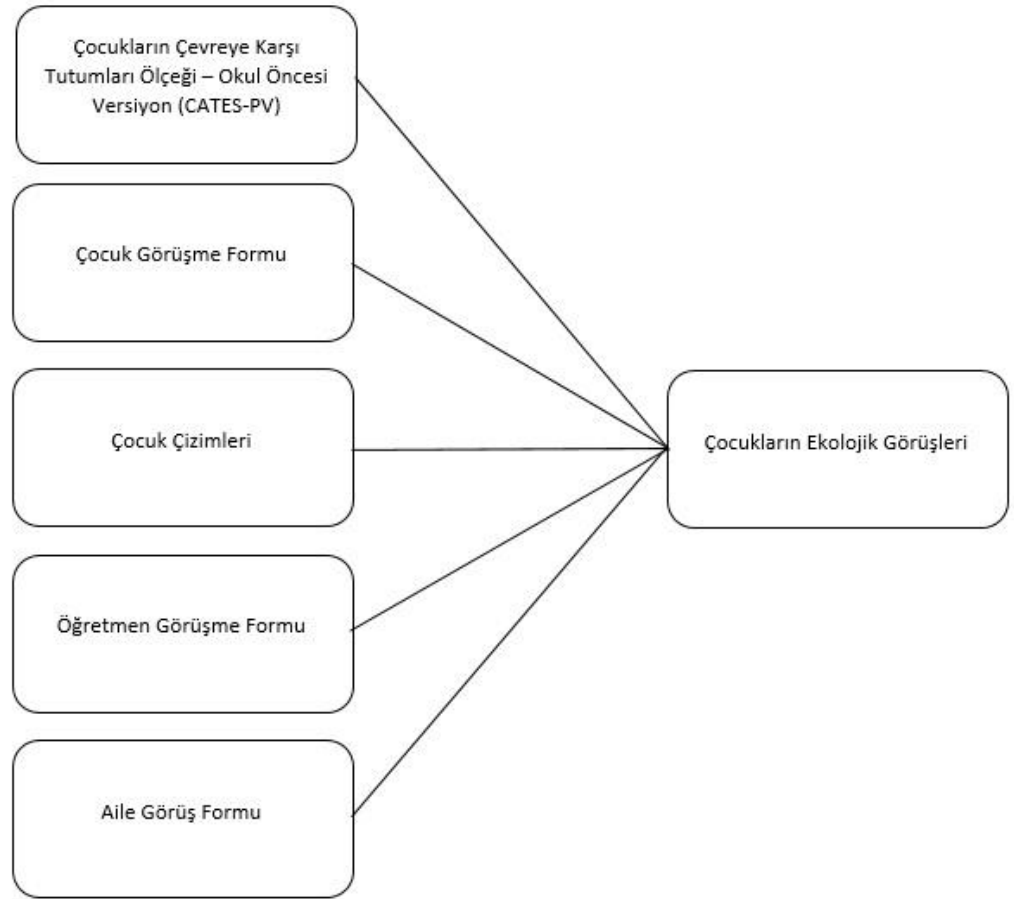 Çocukların Çevreye Karşı
Tutumları Ölçeği – Okul Öncesi
Versiyon (CATES-PV)
Çocuk Görüşme Formu
Çocuk Çizimleri
Çocukların Ekolojik Görüşleri
Öğretmen Görüşme Formu
Aile Görüş Formu